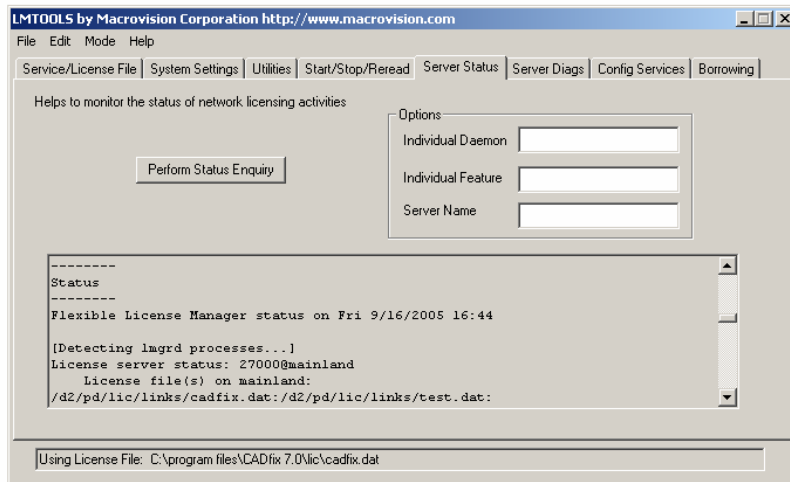 LMTOOLS by Macrovision Corporation http://www.macrovision.com
File Edit Mode Help
Service/License File System Settings Utilities Start/Stop/Reread Server Status Server Diags Config Services Borrowing
Helps to monitor the status of network licensing activities
Options
Individual Daemon
Perform Status Enquiry
Individual Feature
Server Name
--------
Status
--------
Flexible License Manager status on Fri 9/16/2005 16:44
[Detecting lmgrd processes...]
License server status: 27000@mainland
License file(s) on mainland:
/d2/pd/lic/links/cadfix.dat:/d2/pd/lic/links/test.dat:
Using License File: C:\program files\CADfix 7.0\lic\cadfix.dat